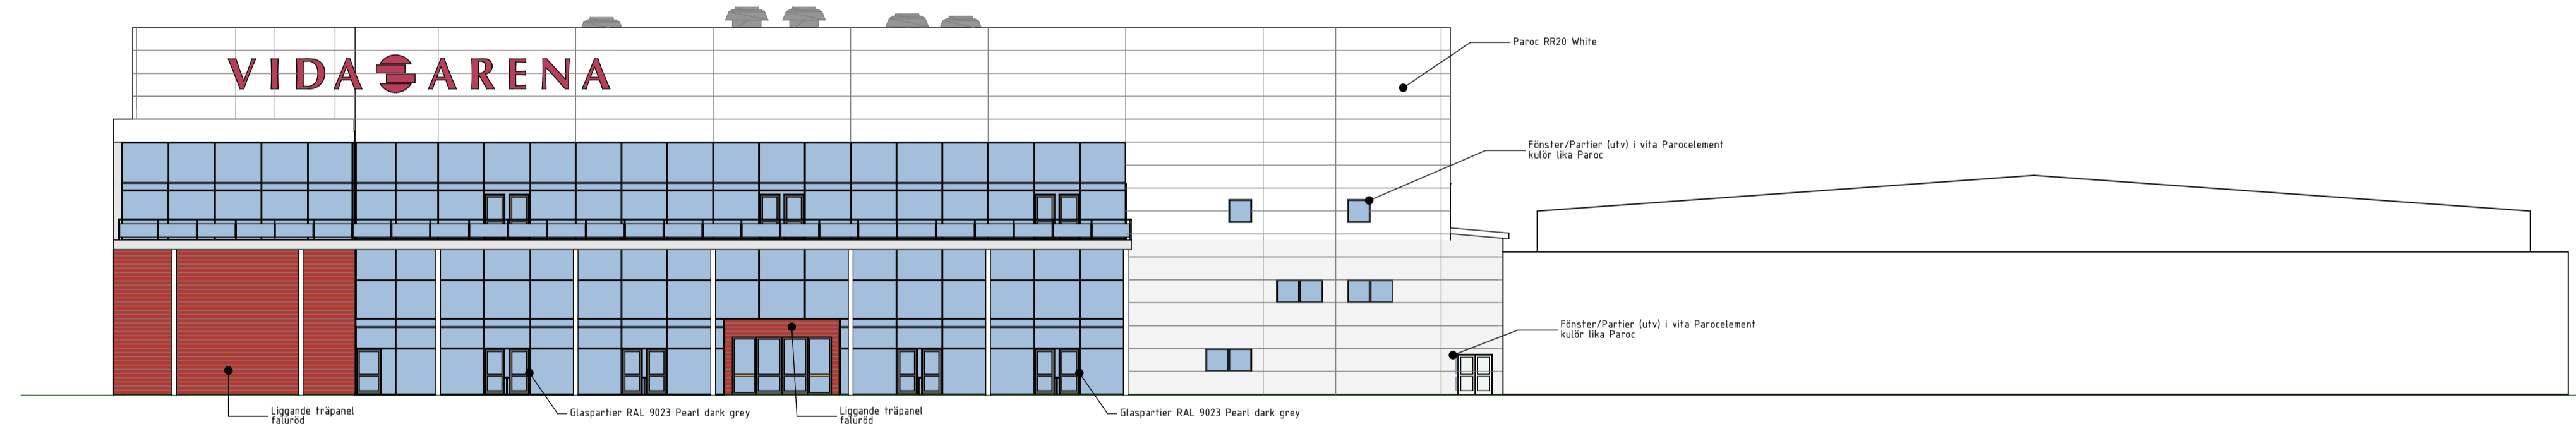 Paroc RR20 White
VIDA ARENA
Fönster/Partier (utv) i vita Parocelement
kulör lika Paroc
Fönster/Partier (utv) i vita Parocelement
kulör lika Paroc
Liggande träpanel
faluröd
Glaspartier RAL 9023 Pearl dark grey
Liggande träpanel
faluröd
Glaspartier RAL 9023 Pearl dark grey